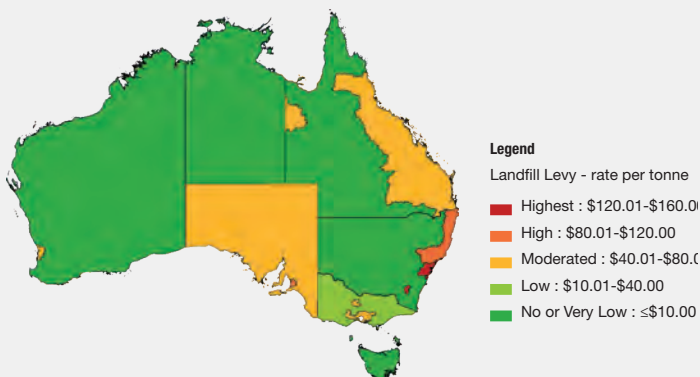 Legend
Landfill Levy - rate per tonne
Highest : $120.01-$160.0
High : $80.01-$120.00
Moderated : $40.01-$80.
Low : $10.01-$40.00
No or Very Low : ≤$10.00